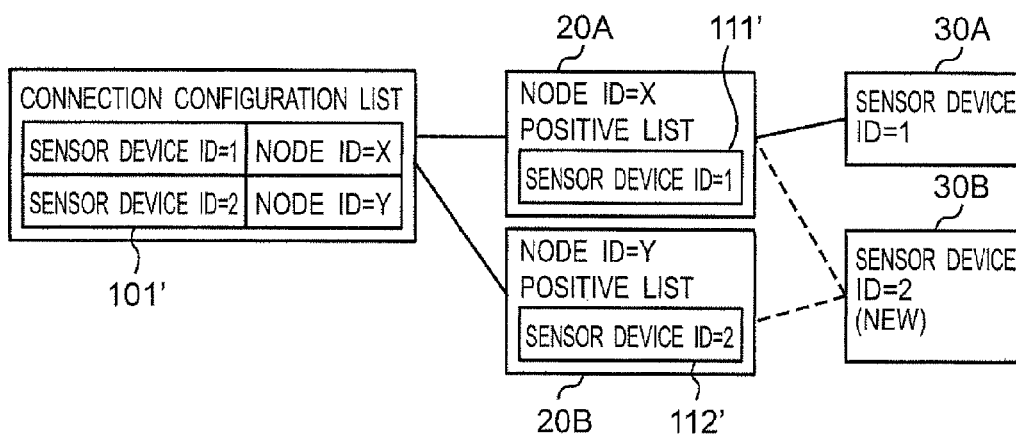 20A
111'
30A
CONNECTION CONFIGURATION LIST
SENSOR DEVICE ID=1 NODE ID=X
SENSOR DEVICE ID=2 NODE ID=Y
101'
NODE ID=X
POSITIVE LIST
SENSOR DEVICE ID=1
NODE ID=Y
POSITIVE LIST
SENSOR DEVICE ID=2
20B
112'
SENSOR DEVICE
ID=1
30B
SENSOR DEVICE
ID=2
(NEW)